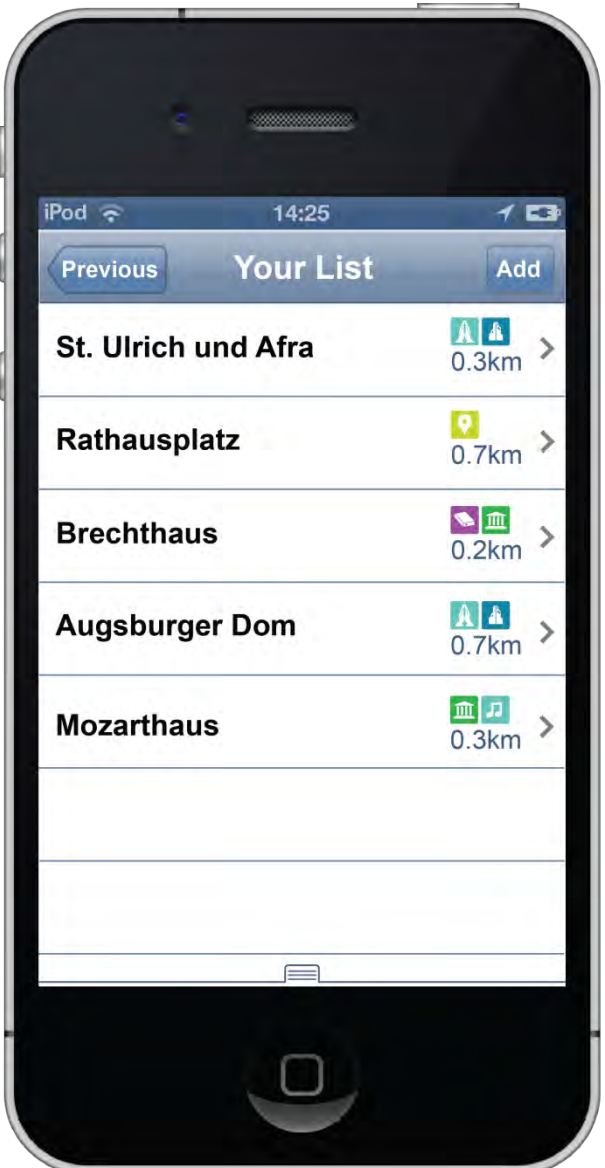 iPod 14:25
Previous Your List Add
St. Ulrich und Afra
0.3km
Rathausplatz
0.7km
Brechthaus
0.2km
Augsburger Dom
0.7km
Mozarthaus
0.3km